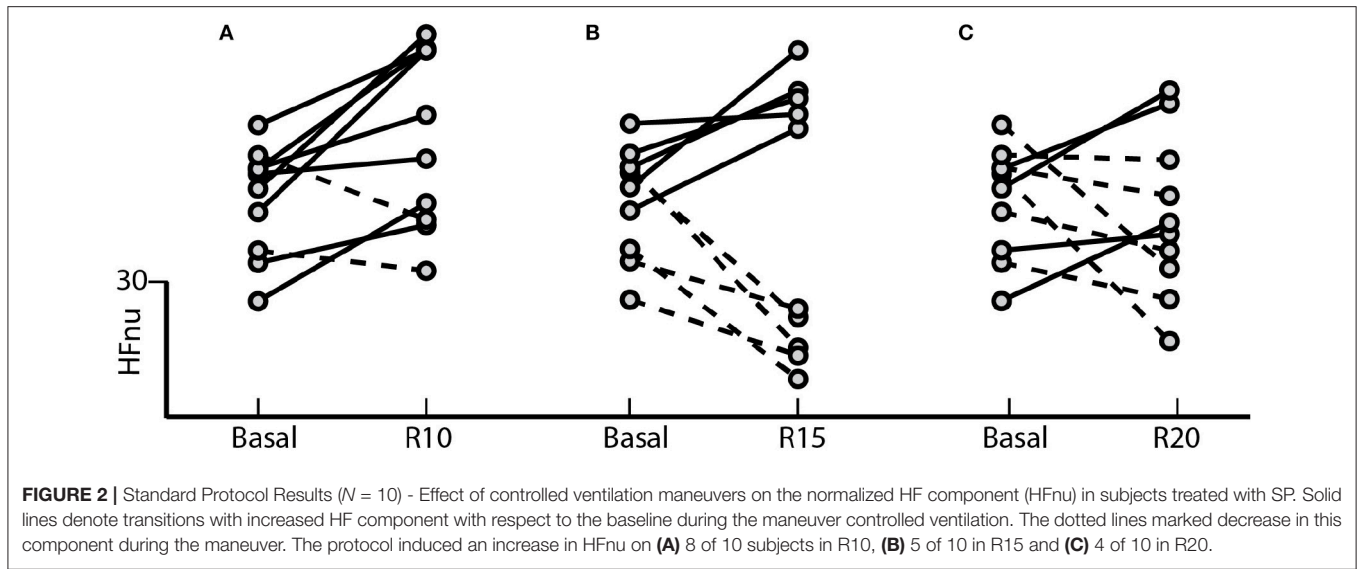 A
B
C
30
HFnu
Basal
R10
Basal
R15
Basal
R20
FIGURE 2 | Standard Protocol Results (N = 10) - Effect of controlled ventilation maneuvers on the normalized HF component (HFnu) in subjects treated with SP. Solid
lines denote transitions with increased HF component with respect to the baseline during the maneuver controlled ventilation. The dotted lines marked decrease in this
component during the maneuver. The protocol induced an increase in HFnu on (A) 8 of 10 subjects in R10, (B) 5 of 10 in R15 and (C) 4 of 10 in R20.